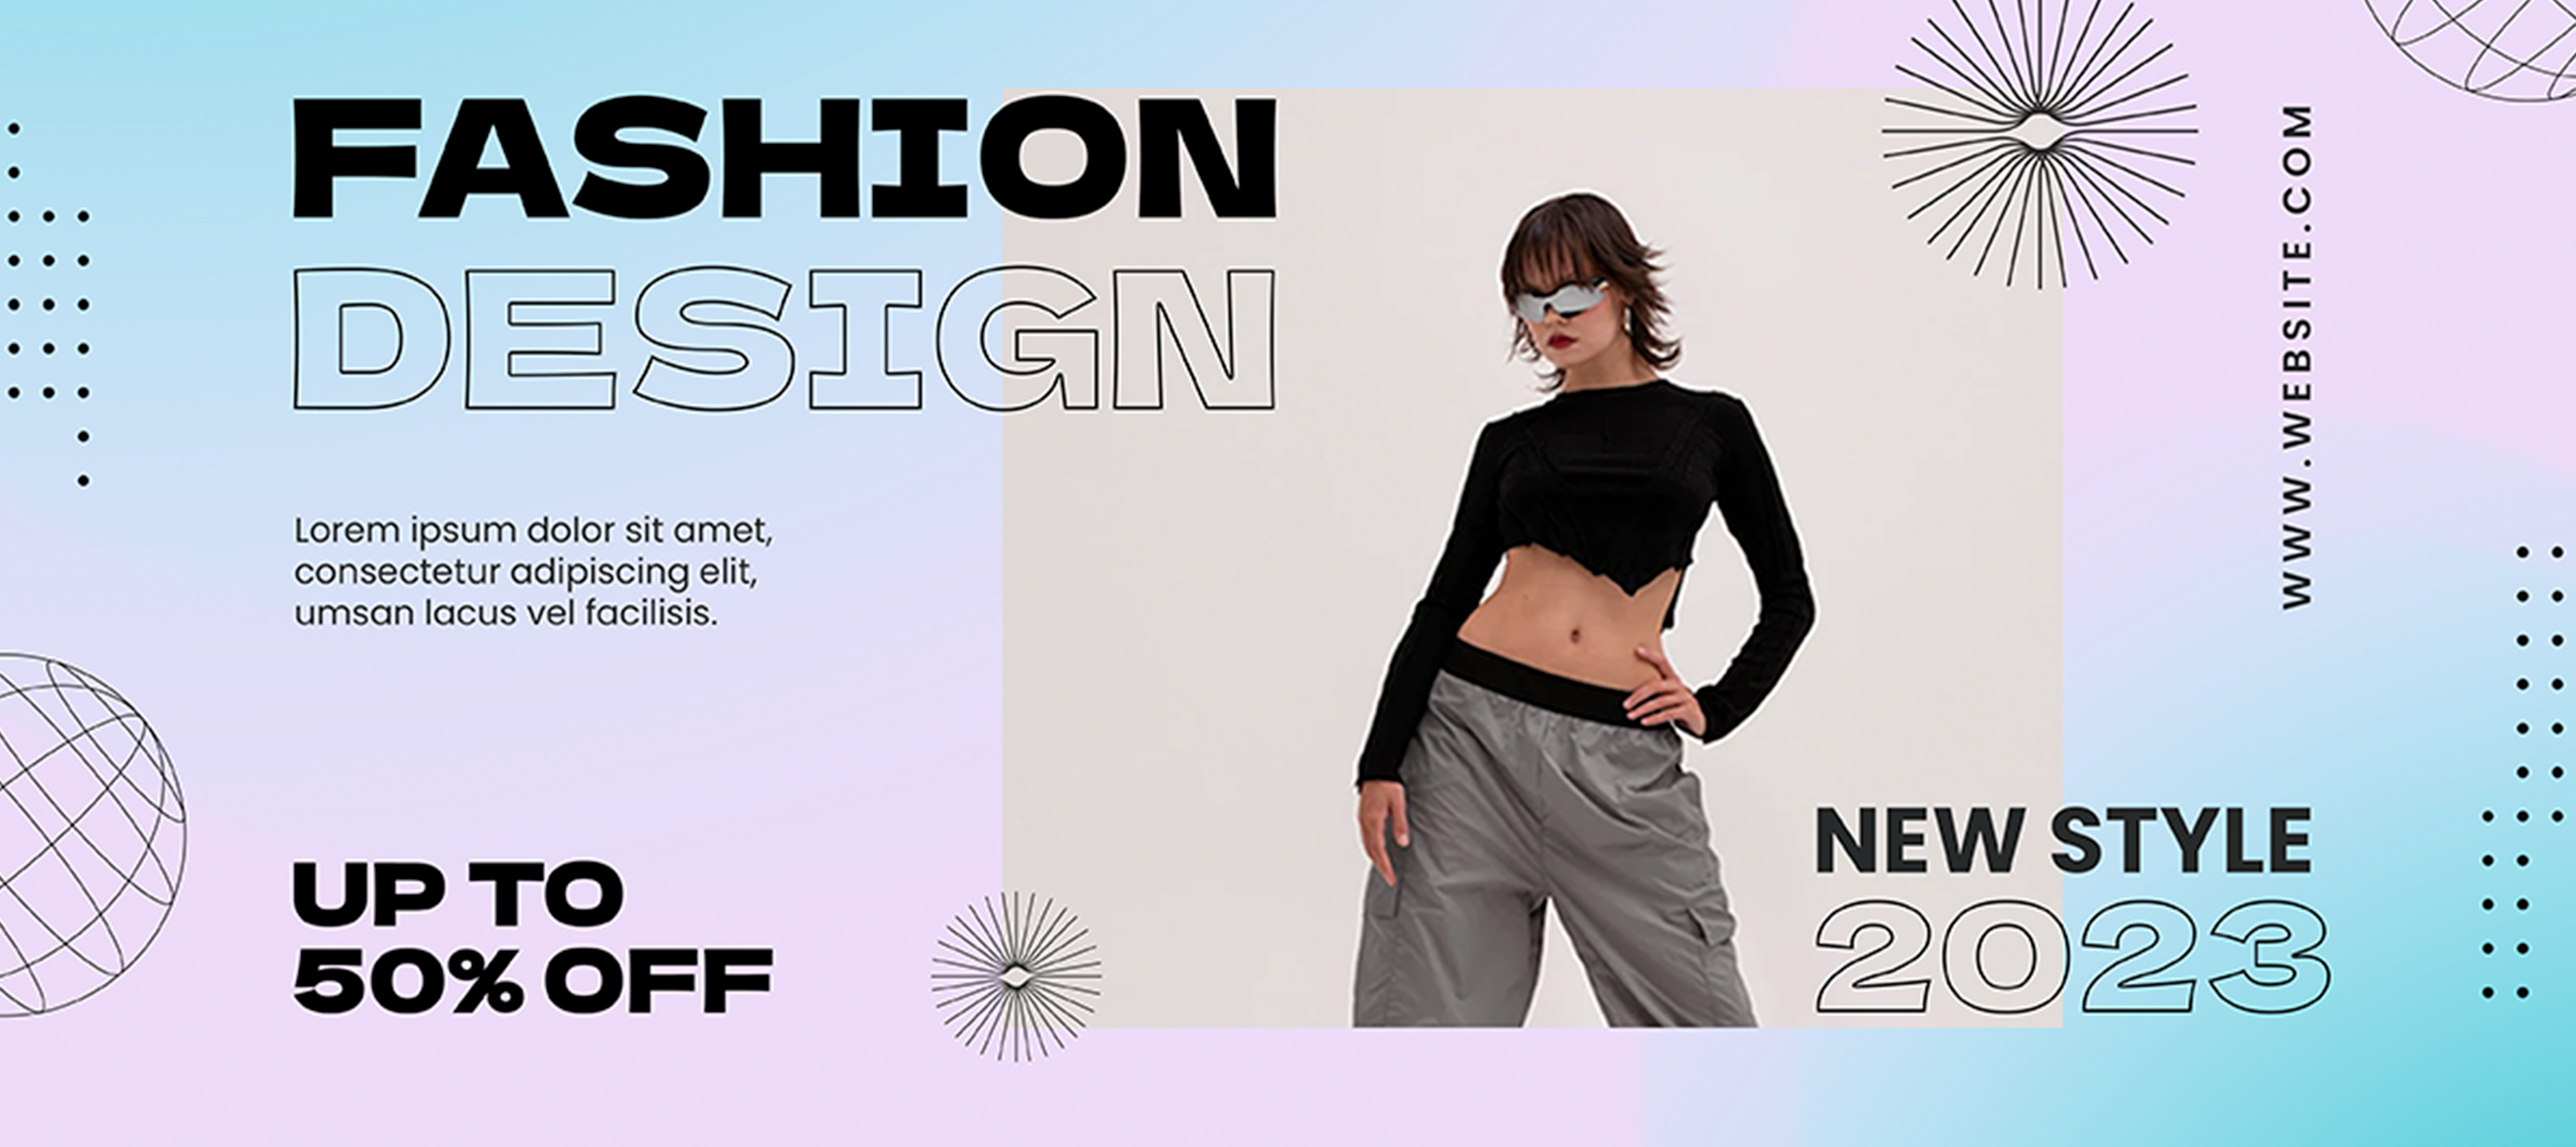 FASHION
DESIGN
Lorem ipsum dolor sit amet,
consectetur adipiscing elit,
umsan lacus vel facilisis.
UP TO
50% OFF
WWW.WEBSITE.COM
NEW STYLE
2023